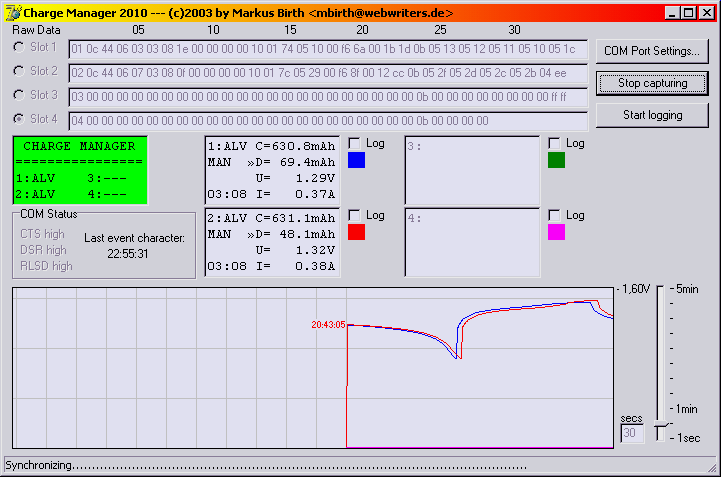 Charge Manager 2010 --- (c)2003 by Markus Birth <mbirth@webwriters.de>
Raw Data 05 10 15 20 25 30
Slot 1 01 0c 44 06 03 03 08 1e 00 00 00 00 10 01 74 05 10 00 f6 6a 00 1b 1d 0b 05 13 05 12 05 11 05 10 05 1c
COM Port Settings...
Slot 2 02 0c 44 06 07 03 08 0f 00 00 00 00 10 01 7c 05 29 00 f6 8f 00 12 cc 0b 05 2f 05 2d 05 2c 05 2b 04 ee
Stop capturing
Slot 3 03 00 00 00 00 00 00 00 00 00 00 00 00 00 00 00 00 00 00 00 00 00 00 0b 00 00 00 00 00 00 00 ff ff
Slot 4 04 00 00 00 00 00 00 00 00 00 00 00 00 00 00 00 00 00 00 00 00 00 00 0b 00 00 00 00 00
Start logging
CHARGE MANAGER
================
1:ALV 3:---
2:ALV 4:---
1:ALV C=630.8mAh
MAN »D= 69.4mAh
U= 1.29V
03:08 I= 0.37A
Log
3:
Log
COM Status
CTS high
DSR high
RLSD high
Last event character:
22:55:31
2:ALV C=631.1mAh
MAN »D= 48.1mAh
U= 1.32V
03:08 I= 0.38A
Log
4:
Log
20:43:05
- 1,60V
5min
1min
1sec
secs
30
Synchronizing..........................................................................................................